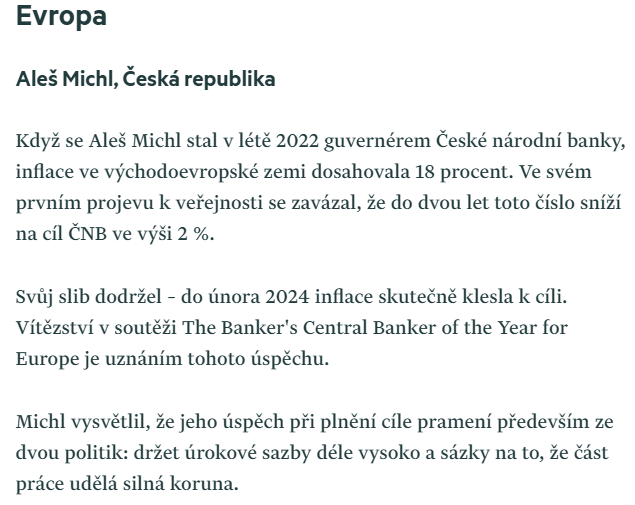 Evropa
Aleš Michl, Česká republika
Když se Aleš Michl stal v létě 2022 guvernérem České národní banky,
inflace ve východoevropské zemi dosahovala 18 procent. Ve svém
prvním projevu k veřejnosti se zavázal, že do dvou let toto číslo sníží
na cíl ČNB ve výši 2 %.
Svůj slib dodržel - do února 2024 inflace skutečně klesla k cíli.
Vítězství v soutěži The Banker's Central Banker of the Year for
Europe je uznáním tohoto úspěchu.
Michl vysvětlil, že jeho úspěch při plnění cíle pramení především ze
dvou politik: držet úrokové sazby déle vysoko a sázky na to, že část
práce udělá silná koruna.